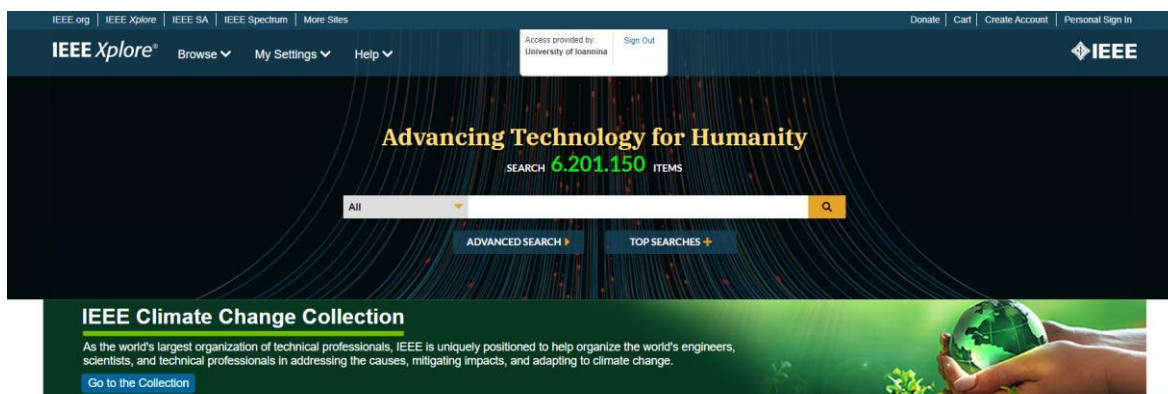 IEEE.org | IEEE Xplore | IEEE SA | IEEE Spectrum | More Sites
Donate | Cart | Create Account | Personal Sign In
IEEE Xplore® Browse My Settings Help
Access provided by: Sign Out
University of Ioannina
IEEE
Advancing Technology for Humanity
SEARCH 6.201.150 ITEMS
All
ADVANCED SEARCH TOP SEARCHES +
IEEE Climate Change Collection
As the world's largest organization of technical professionals, IEEE is uniquely positioned to help organize the world's engineers,
scientists, and technical professionals in addressing the causes, mitigating impacts, and adapting to climate change.
Go to the Collection